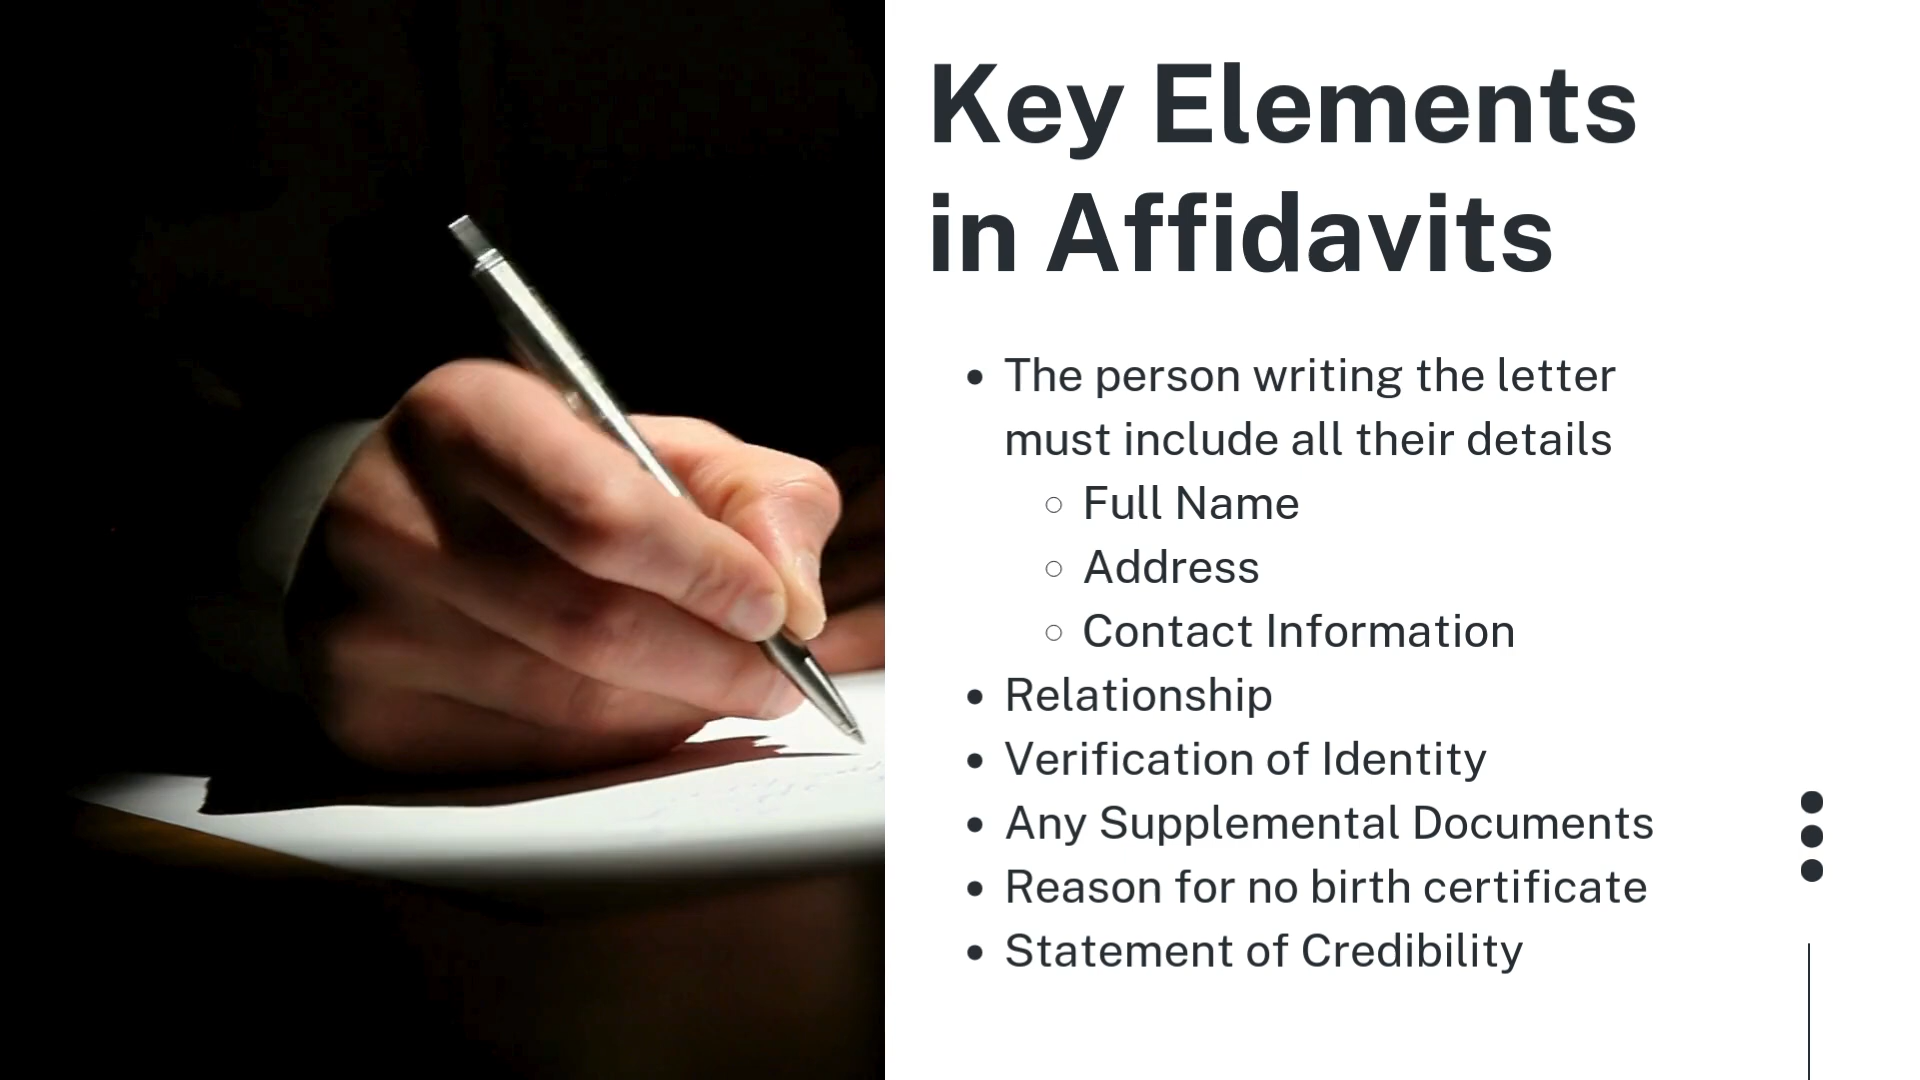 Key Elements
in Affidavits
• The person writing the letter
must include all their details
○ Full Name
○ Address
○ Contact Information
• Relationship
• Verification of Identity
• Any Supplemental Documents
• Reason for no birth certificate
• Statement of Credibility